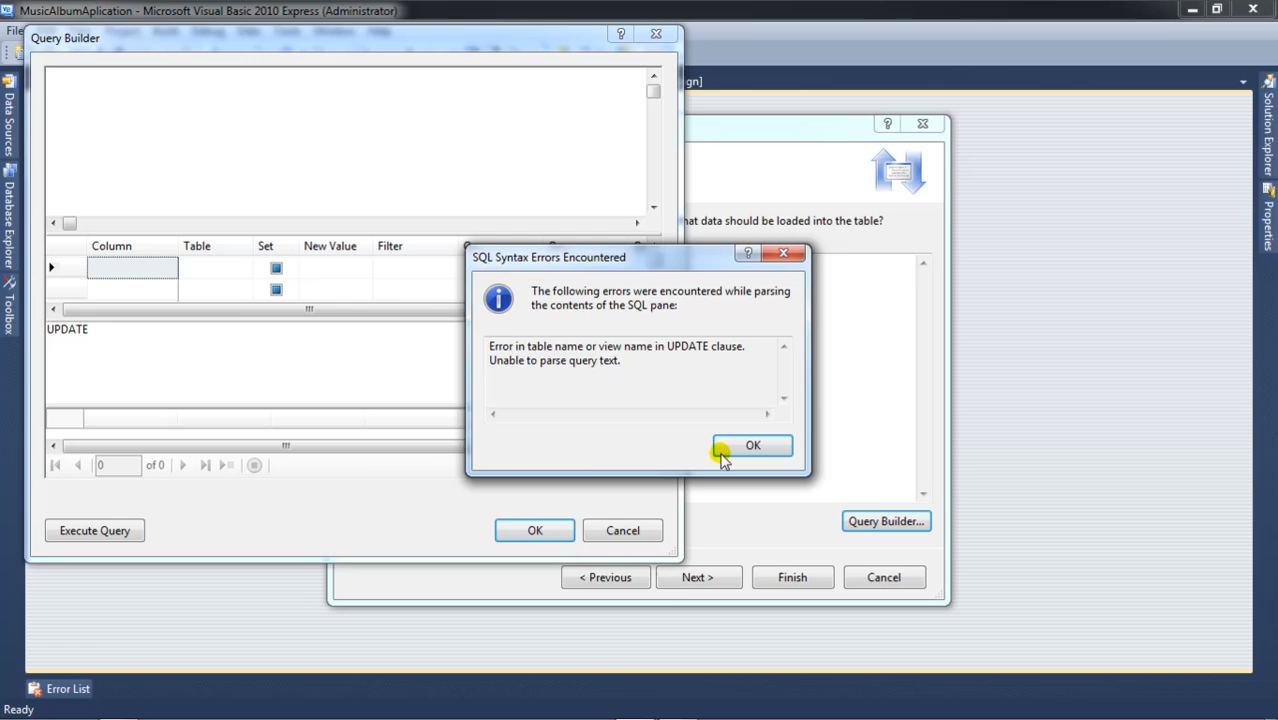 MusicAlbumAplication - Microsoft Visual Basic 2010 Express (Administrator)
File
Query Builder
gn]
Data Sources
Database Explorer
Toolbox
Solution Explorer
Properties
hat data should be loaded into the table?
Column Table Set New Value Filter
SQL Syntax Errors Encountered
The following errors were encountered while parsing
the contents of the SQL pane:
UPDATE
Error in table name or view name in UPDATE clause.
Unable to parse query text.
OK
0 of 0
Execute Query OK Cancel
Query Builder...
< Previous Next > Finish Cancel
Error List
Ready